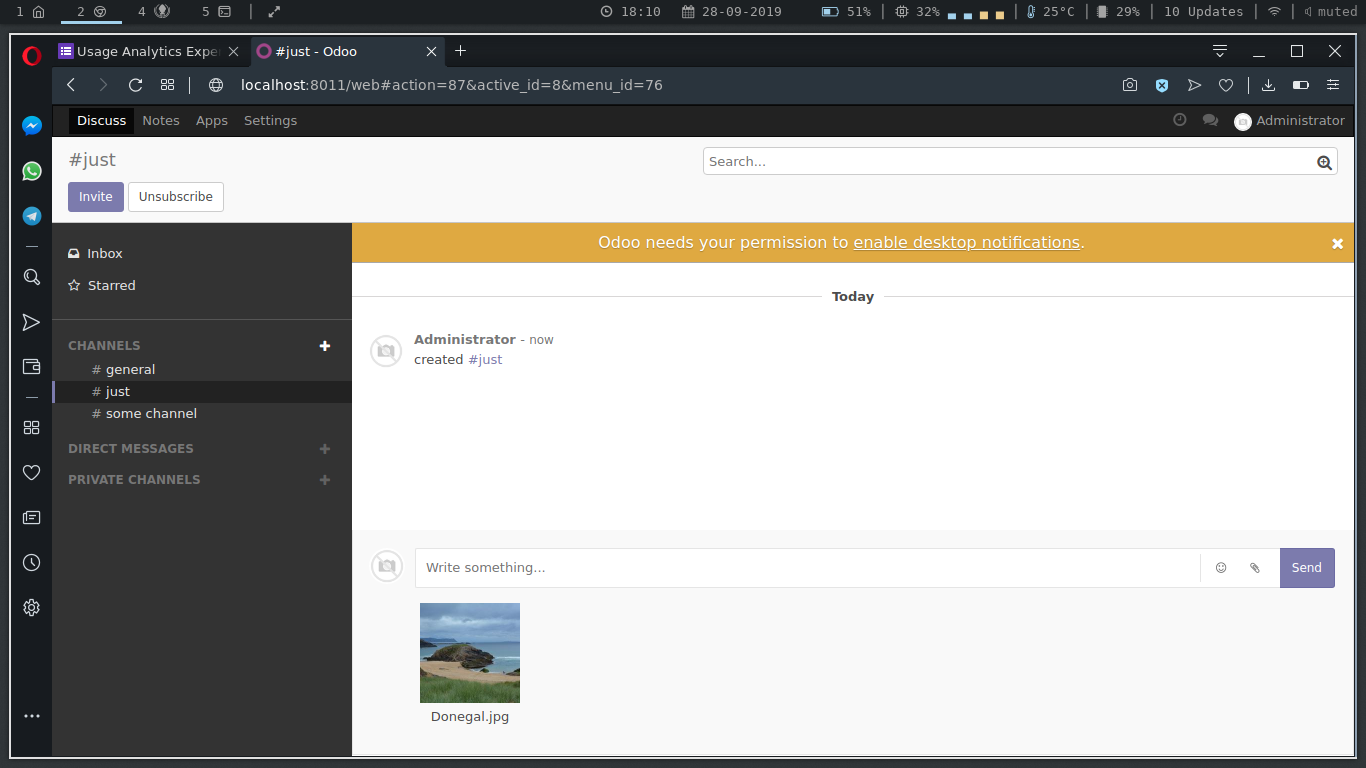 1 2 4 5 18:10 28-09-2019 51% 32% 25°C 29% 10 Updates muted
Usage Analytics Expe #just - Odoo
localhost:8011/web#action=87&active_id=8&menu_id=76
Discuss Notes Apps Settings Administrator
#just
Search...
Invite Unsubscribe
Odoo needs your permission to enable desktop notifications.
Inbox
Starred
Today
CHANNELS
Administrator - now
created #just
# general
# just
# some channel
DIRECT MESSAGES
PRIVATE CHANNELS
Write something...
Send
Donegal.jpg